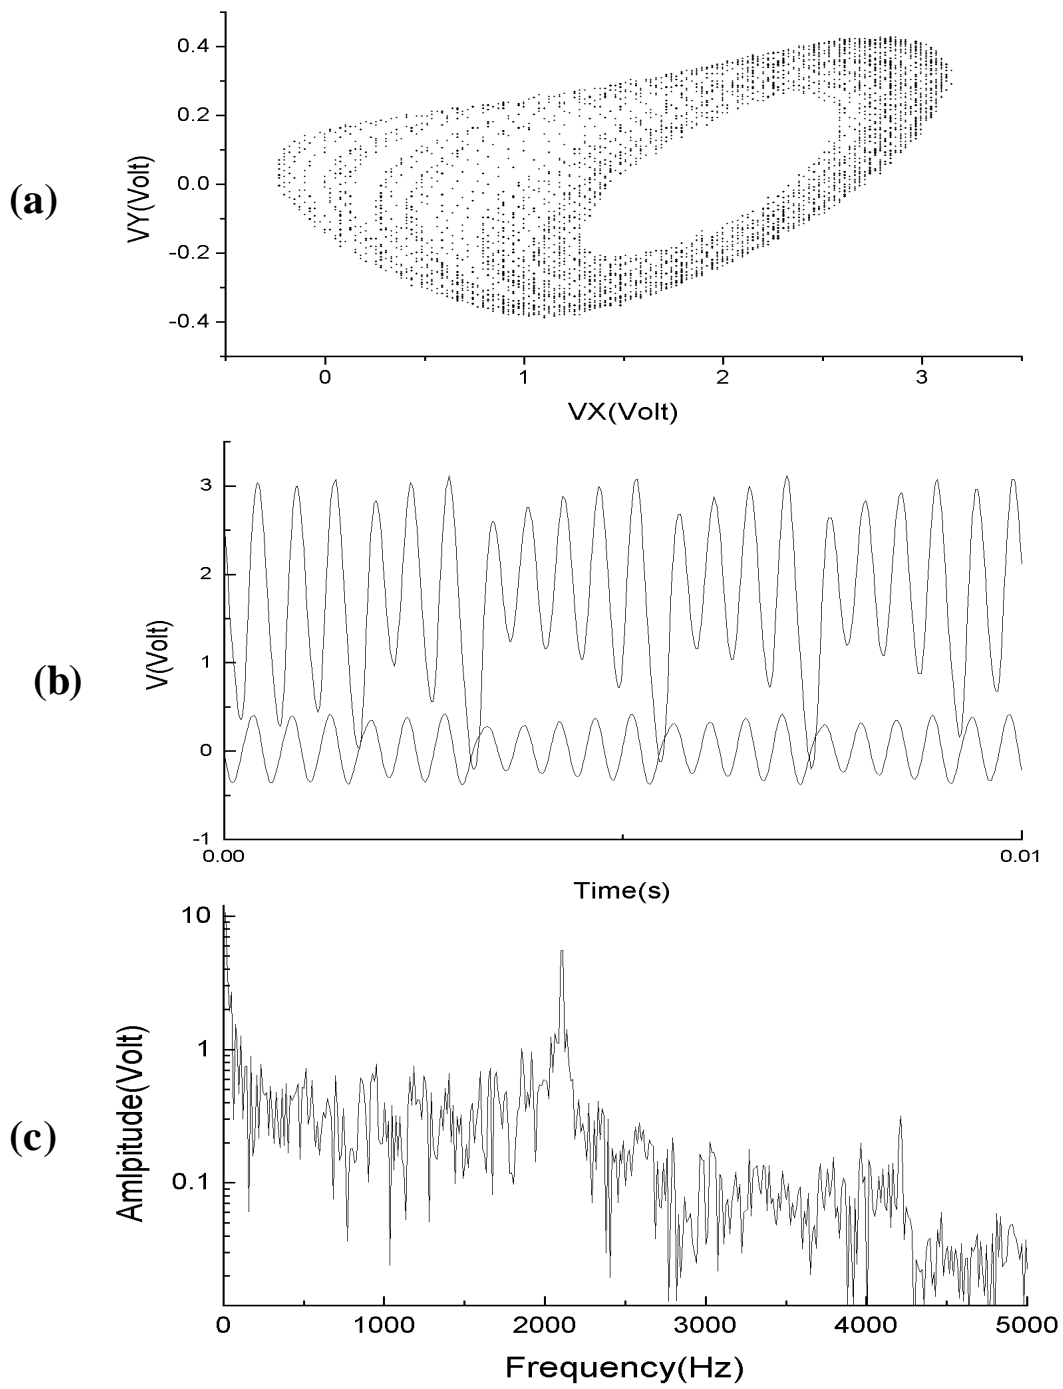 (a)
VY(Volt)
0.4
0.2
0.0
-0.2
-0.4
0 1 2 3
VX(Volt)
(b)
V(Volt)
3
2
1
0
-1
0.00 0.01
Time(s)
(c)
Amlpitude(Volt)
10
1
0.1
0 1000 2000 3000 4000 5000
Frequency(Hz)